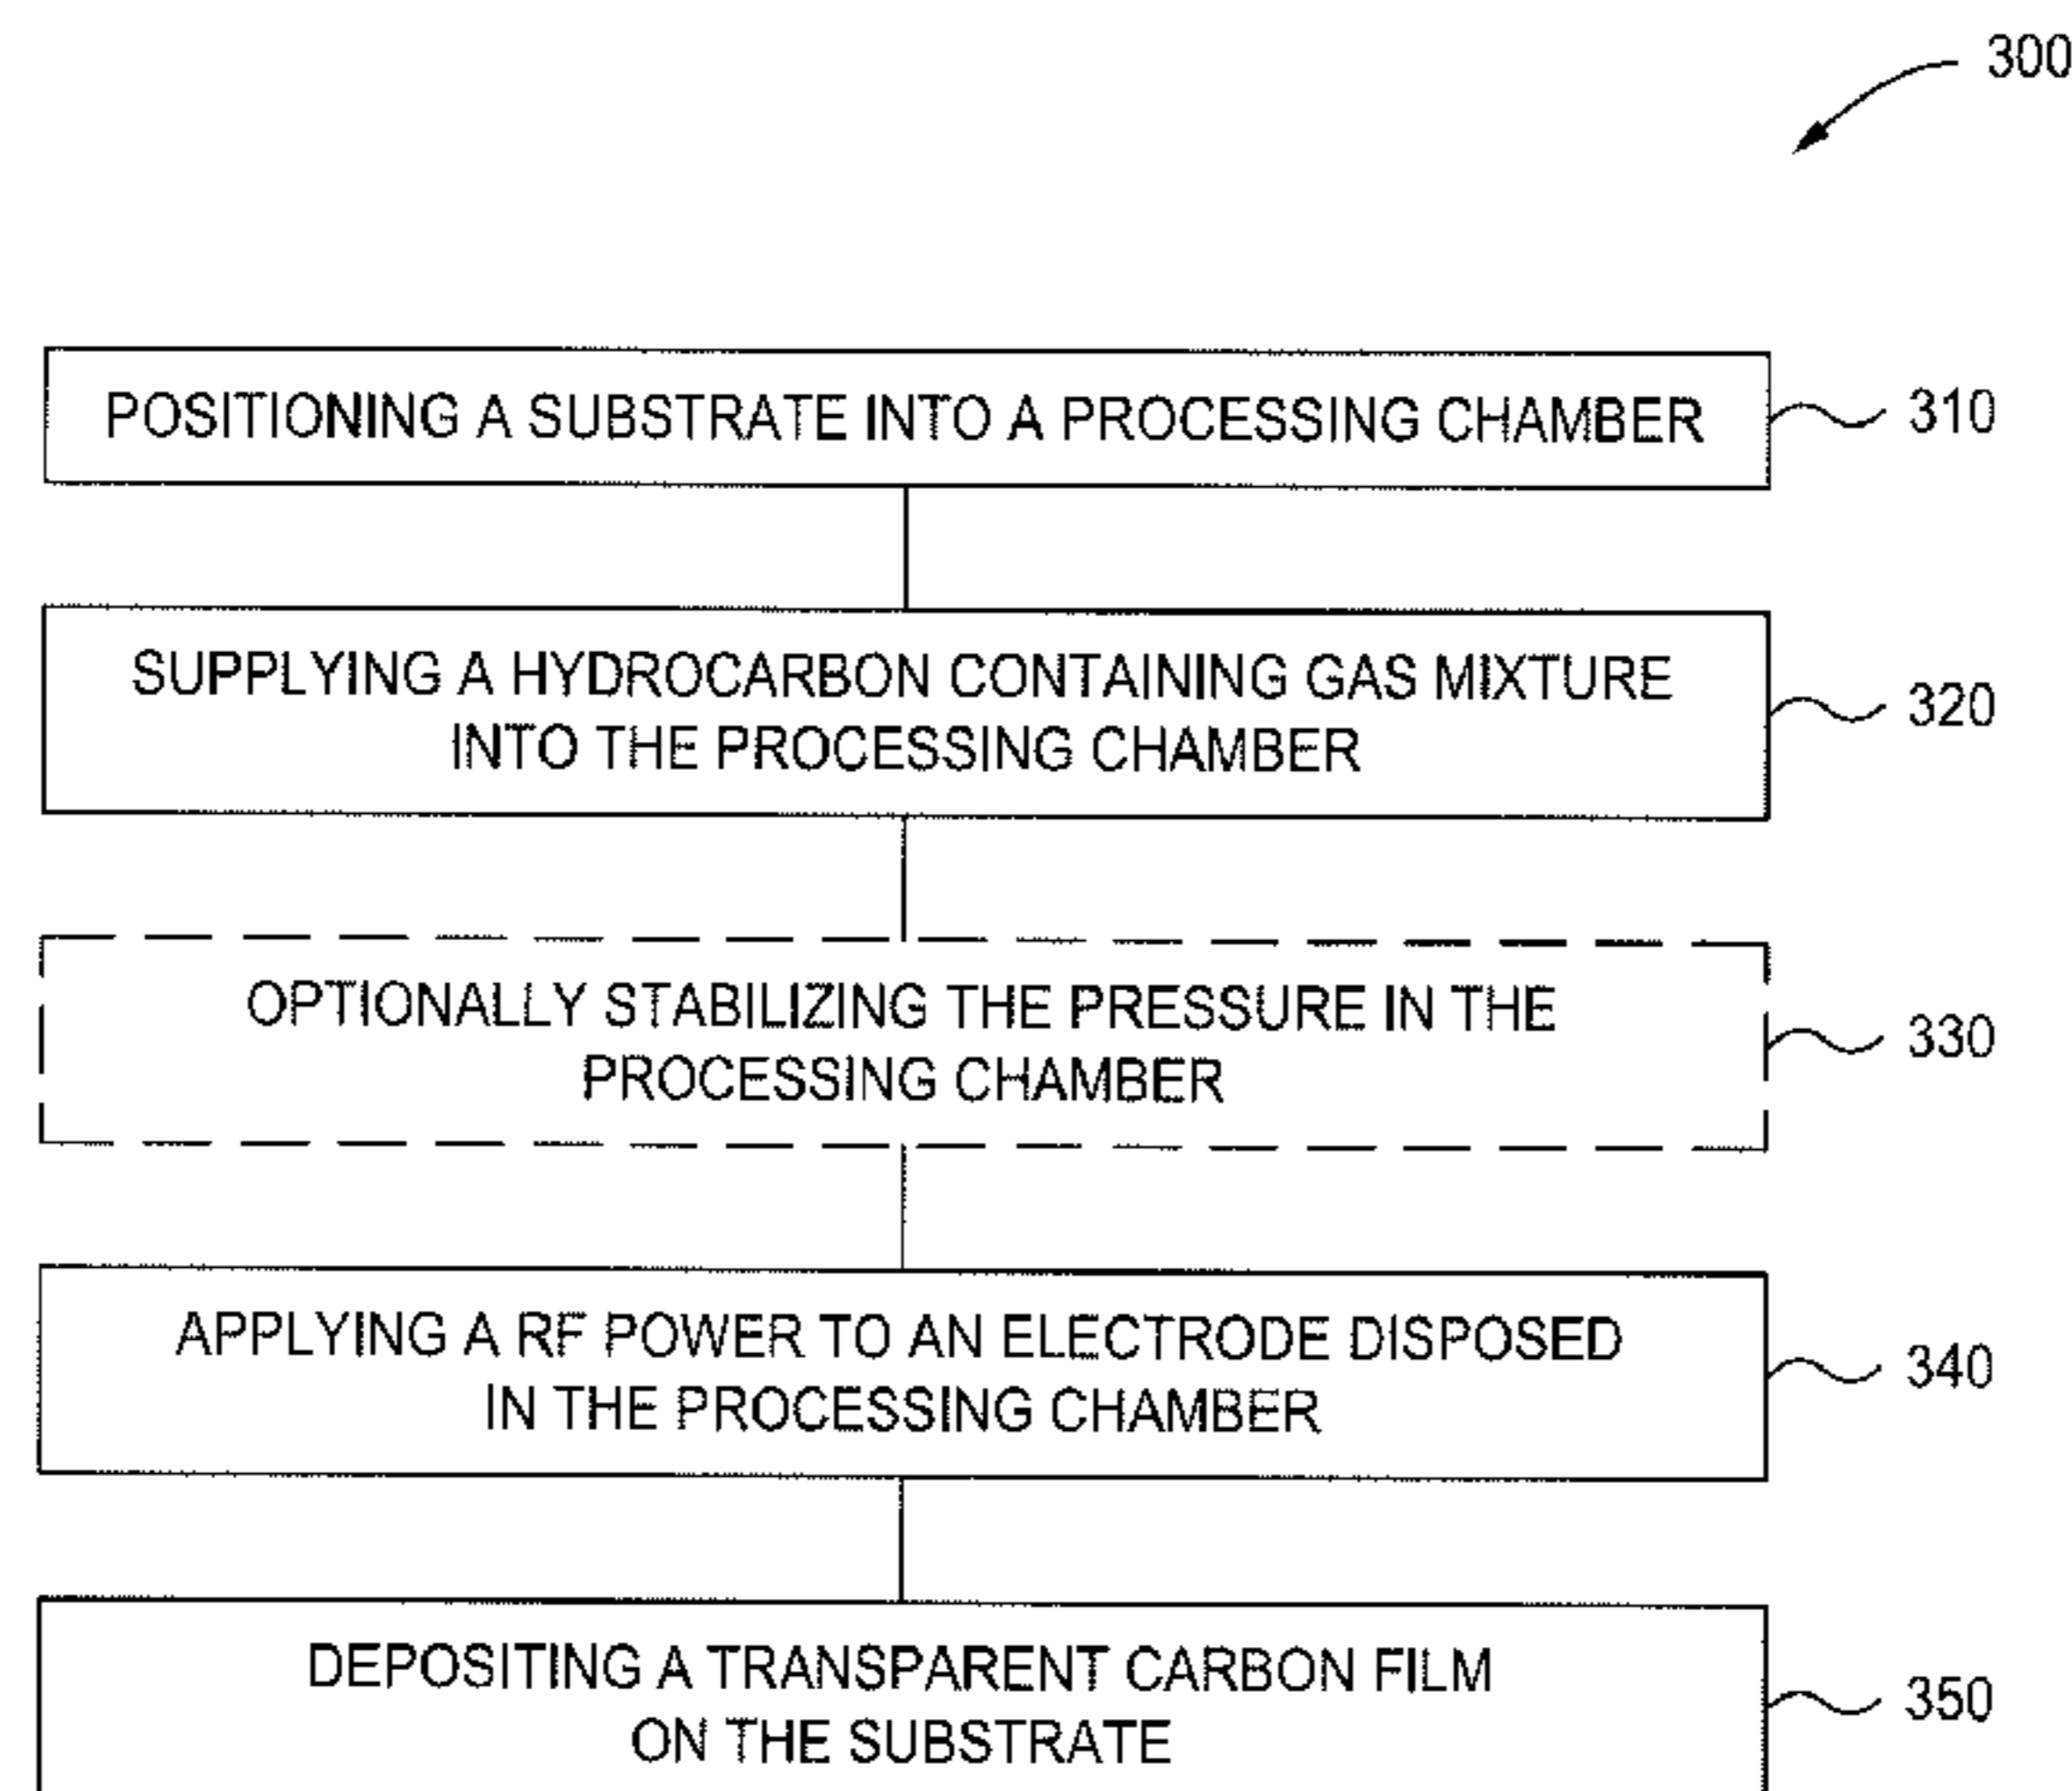 300
POSITIONING A SUBSTRATE INTO A PROCESSING CHAMBER
310
SUPPLYING A HYDROCARBON CONTAINING GAS MIXTURE
INTO THE PROCESSING CHAMBER
320
OPTIONALLY STABILIZING THE PRESSURE IN THE
PROCESSING CHAMBER
330
APPLYING A RF POWER TO AN ELECTRODE DISPOSED
IN THE PROCESSING CHAMBER
340
DEPOSITING A TRANSPARENT CARBON FILM
ON THE SUBSTRATE
350